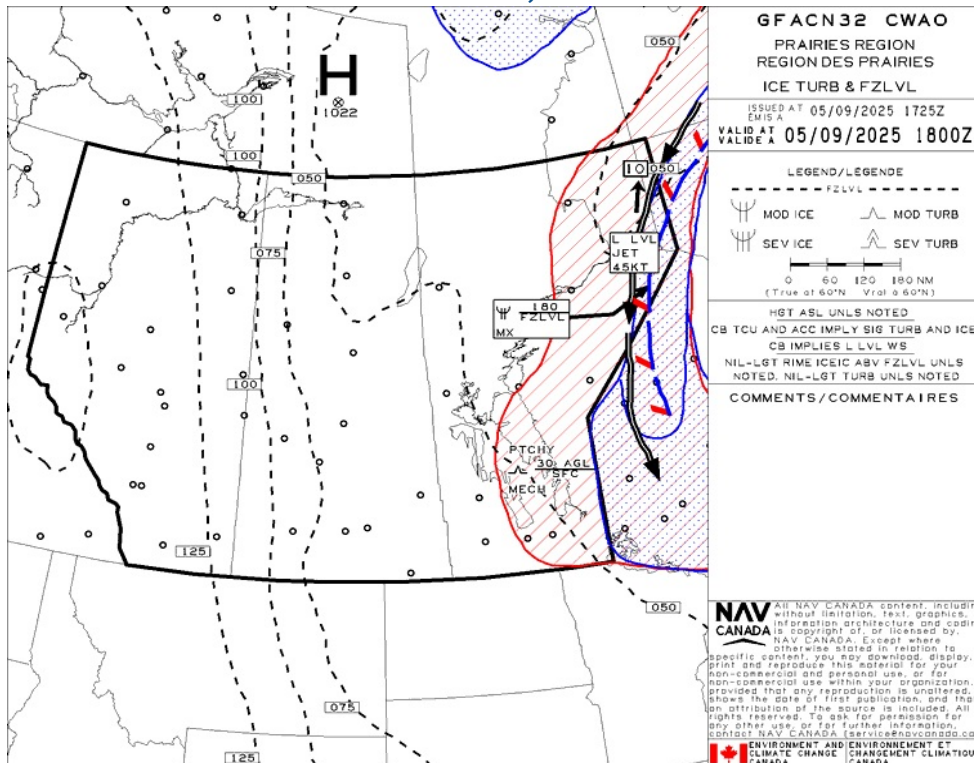 GFACN32 CWAO
PRAIRIES REGION
REGION DES PRAIRIES
ICE TURB & FZLVL
ISSUED AT
EMIS A
05/09/2025 1725Z
VALID AT
VALIDE A
05/09/2025 1800Z
LEGEND/LEGENDE
FZLVL
MOD ICE
MOD TURB
SEV ICE
SEV TURB
0 60 120 180 NM
(True at 60°N Vrai a 60°N)
HGT ASL UNLS NOTED
CB TCU AND ACC IMPLY SIG TURB AND ICE
CB IMPLIES L LVL WS
NIL-LGT RIME ICEIC ABV FZLVL UNLS
NOTED. NIL-LGT TURB UNLS NOTED
COMMENTS/COMMENTAIRES
H
1022
100
100
050
075
100
125
050
10
050
L LVL
JET
45KT
180
FZLVL
MX
PTCHY
30 AGL
SFC
MECH
050
075
125
NAV
CANADA
All NAV CANADA content, includin
without limitation, text, graphics,
information architecture and codin
is copyright of, or licensed by,
NAV CANADA. Except where
otherwise stated in relation to
specific content, you may download, display,
print and reproduce this material for your
non-commercial and personal use, or for
non-commercial use within your organization,
provided that any reproduction is unaltered,
shows the date of first publication, and tha
an attribution of the source is included. All
rights reserved. To ask for permission for
any other use, or for further information,
contact NAV CANADA (service@navcanada.ca
ENVIRONMENT AND
CLIMATE CHANGE
CANADA
ENVIRONNEMENT ET
CHANGEMENT CLIMATIQU
CANADA